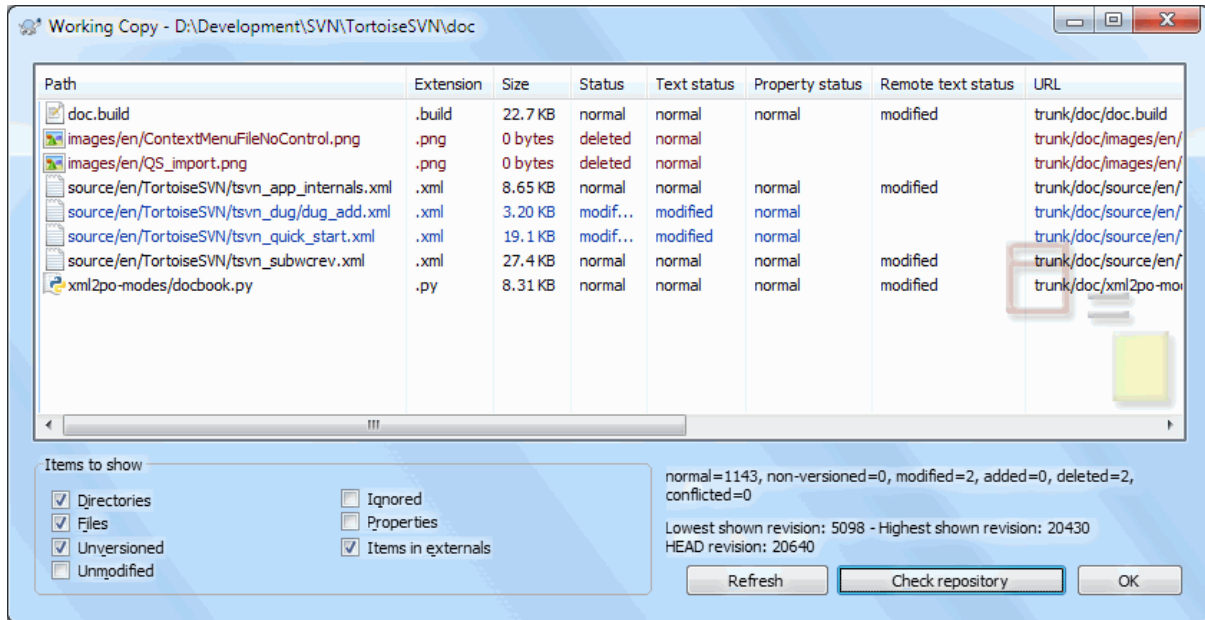 Working Copy - D:\Development\SVN\TortoiseSVN\doc
Path Extension Size Status Text status Property status Remote text status URL
doc.build .build 22.7 KB normal normal normal modified trunk/doc/doc.build
images/en/ContextMenuFileNoControl.png .png 0 bytes deleted normal trunk/doc/images/en/
images/en/QS_import.png .png 0 bytes deleted normal trunk/doc/images/en/
source/en/TortoiseSVN/tsvn_app_internals.xml .xml 8.65 KB normal normal normal modified trunk/doc/source/en/
source/en/TortoiseSVN/tsvn_dug/dug_add.xml .xml 3.20 KB modif... modified normal trunk/doc/source/en/
source/en/TortoiseSVN/tsvn_quick_start.xml .xml 19.1 KB modif... modified normal trunk/doc/source/en/
source/en/TortoiseSVN/tsvn_subwcrev.xml .xml 27.4 KB normal normal normal modified trunk/doc/source/en/
xml2po-modes/docbook.py .py 8.31 KB normal normal normal modified trunk/doc/xml2po-mo
Items to show
Directories Ignored
Files Properties
Unversioned Items in externals
Unmodified
normal=1143, non-versioned=0, modified=2, added=0, deleted=2,
conflicted=0
Lowest shown revision: 5098 - Highest shown revision: 20430
HEAD revision: 20640
Refresh Check repository OK